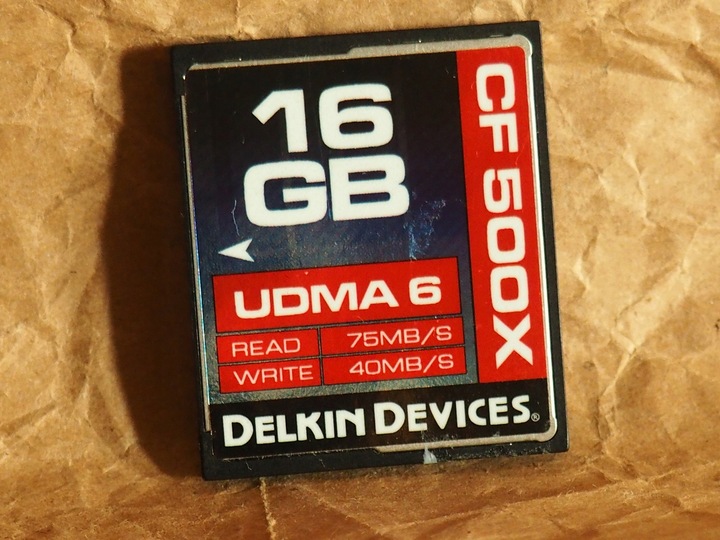 16
GB
UDMA 6
READ 75MB/S
WRITE 40MB/S
CF 500X
DELKIN DEVICES®